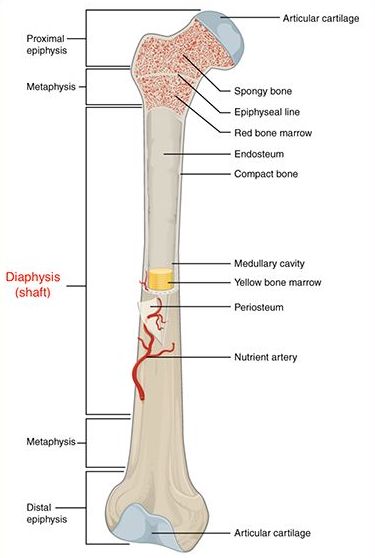 Articular cartilage
Proximal
epiphysis
Metaphysis
Spongy bone
Epiphyseal line
Red bone marrow
Endosteum
Compact bone
Medullary cavity
Diaphysis
(shaft)
Yellow bone marrow
Periosteum
Nutrient artery
Metaphysis
Distal
epiphysis
Articular cartilage